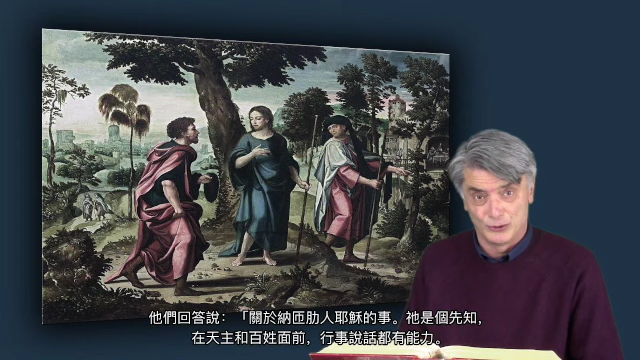 他們回答說：「關於納匝肋人耶穌的事。祂是個先知，
在天主和百姓面前，行事說話都有能力。